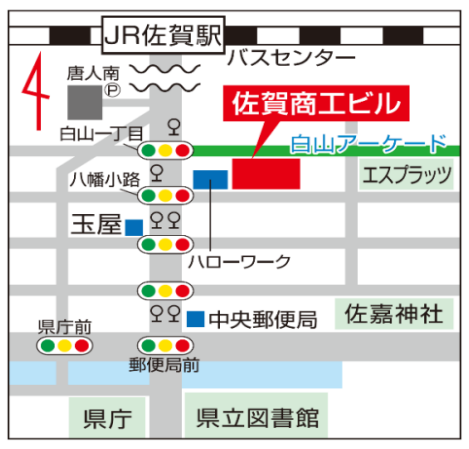 JR佐賀駅
バスセンター
唐人南
P
佐賀商工ビル
白山一丁目
白山アーケード
八幡小路
エスプラッツ
玉屋
ハローワーク
中央郵便局
佐嘉神社
県庁前
郵便局前
県庁
県立図書館